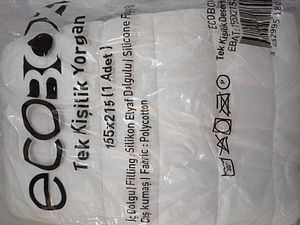 ECOBOX
Tek Kişilik Yorgan
155x215 (1 Adet)
İç Dolgu | Filling : Silikon Elyaf Dolgulu | Silicone
Dış kumaş | Fabric : Polycotton
ECOBO
Tek Kişilik